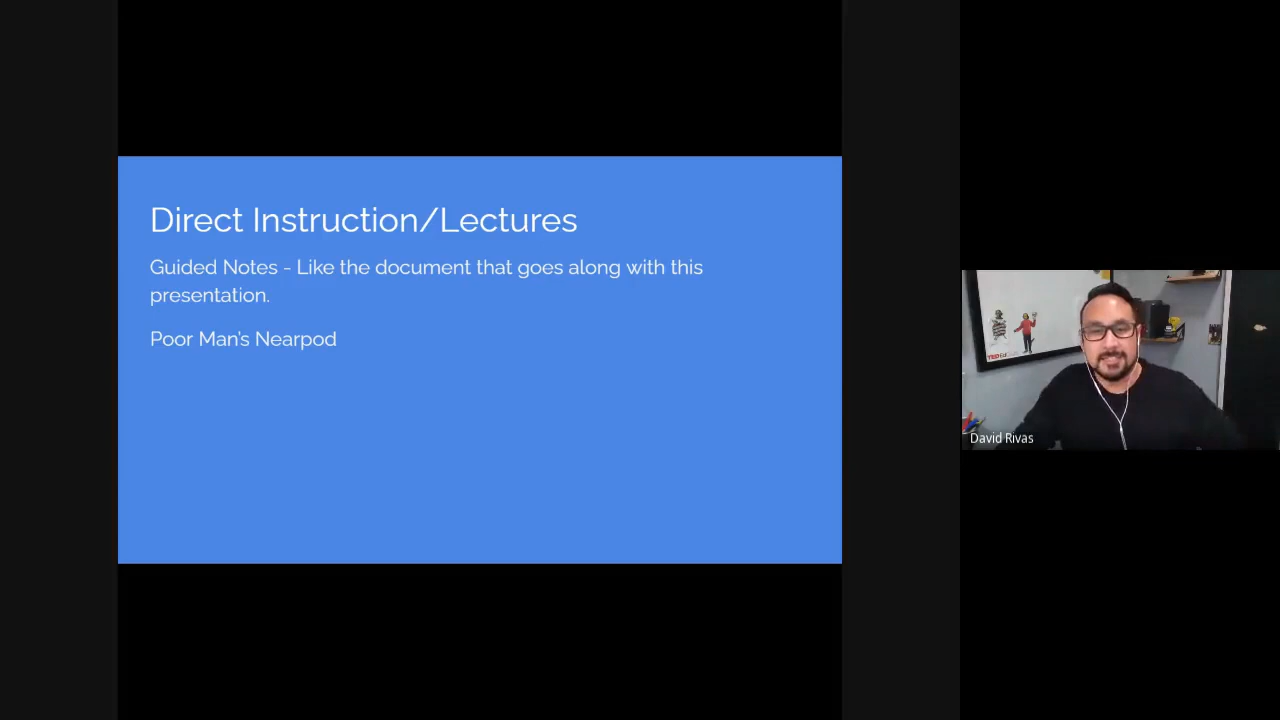 Direct Instruction/Lectures
Guided Notes - Like the document that goes along with this
presentation.
Poor Man's Nearpod
TEDEd
David Rivas